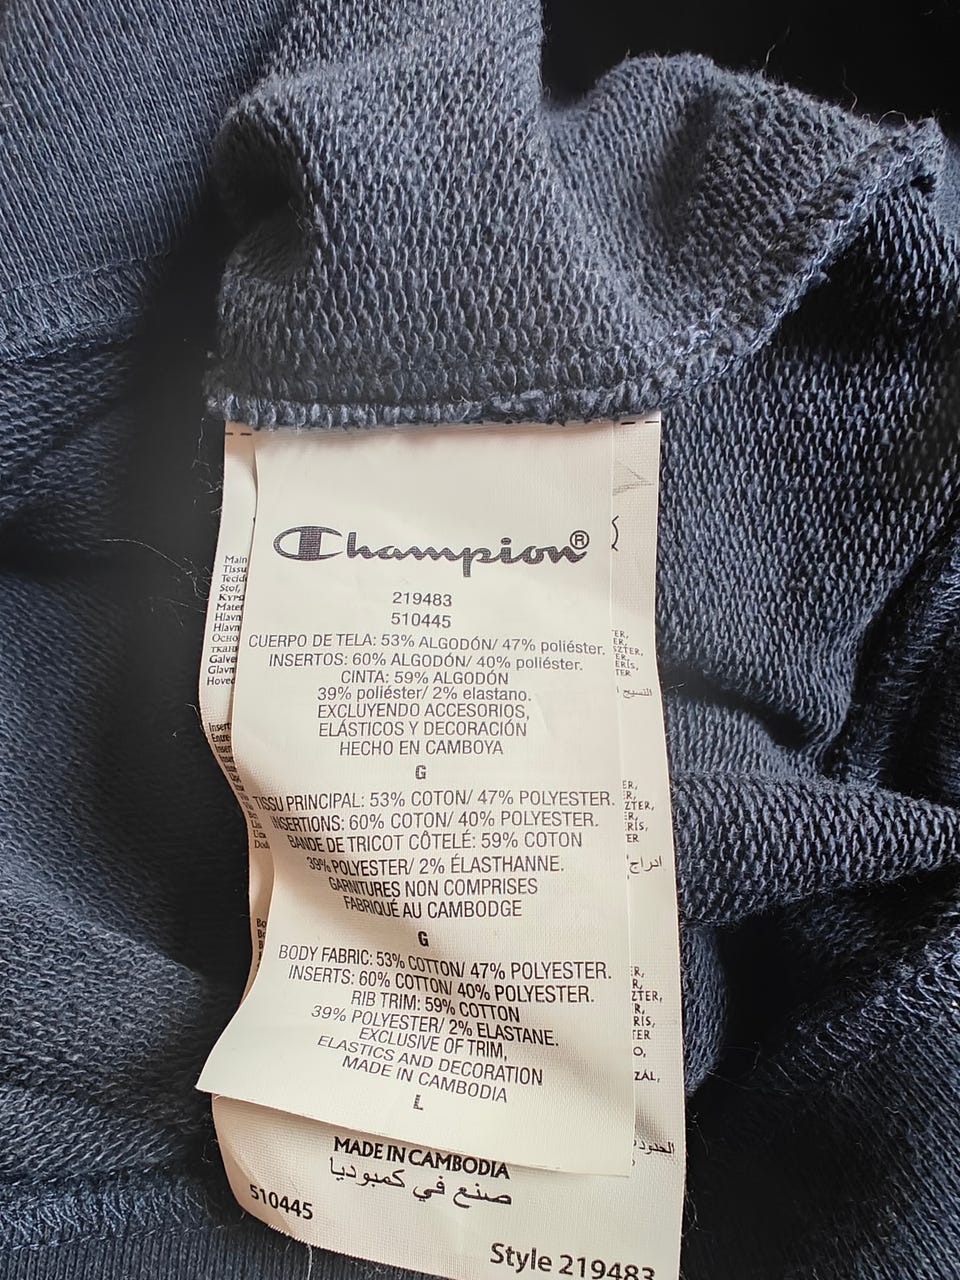 Champion®
219483
510445
CUERPO DE TELA: 53% ALGODÓN/ 47% poliéster.
INSERTOS: 60% ALGODÓN/ 40% poliéster.
CINTA: 59% ALGODÓN
39% poliéster/ 2% elastano.
EXCLUYENDO ACCESORIOS,
ELÁSTICOS Y DECORACIÓN
HECHO EN CAMBOYA
G
TISSU PRINCIPAL: 53% COTON/ 47% POLYESTER.
INSERTIONS: 60% COTON/ 40% POLYESTER.
BANDE DE TRICOT CÔTELÉ: 59% COTON
39% POLYESTER/ 2% ÉLASTHANNE.
GARNITURES NON COMPRISES
FABRIQUÉ AU CAMBODGE
G
BODY FABRIC: 53% COTTON/ 47% POLYESTER.
INSERTS: 60% COTTON/ 40% POLYESTER.
RIB TRIM: 59% COTTON
39% POLYESTER/ 2% ELASTANE.
EXCLUSIVE OF TRIM,
ELASTICS AND DECORATION
MADE IN CAMBODIA
L
MADE IN CAMBODIA
صنع في كمبوديا
510445
Style 219483